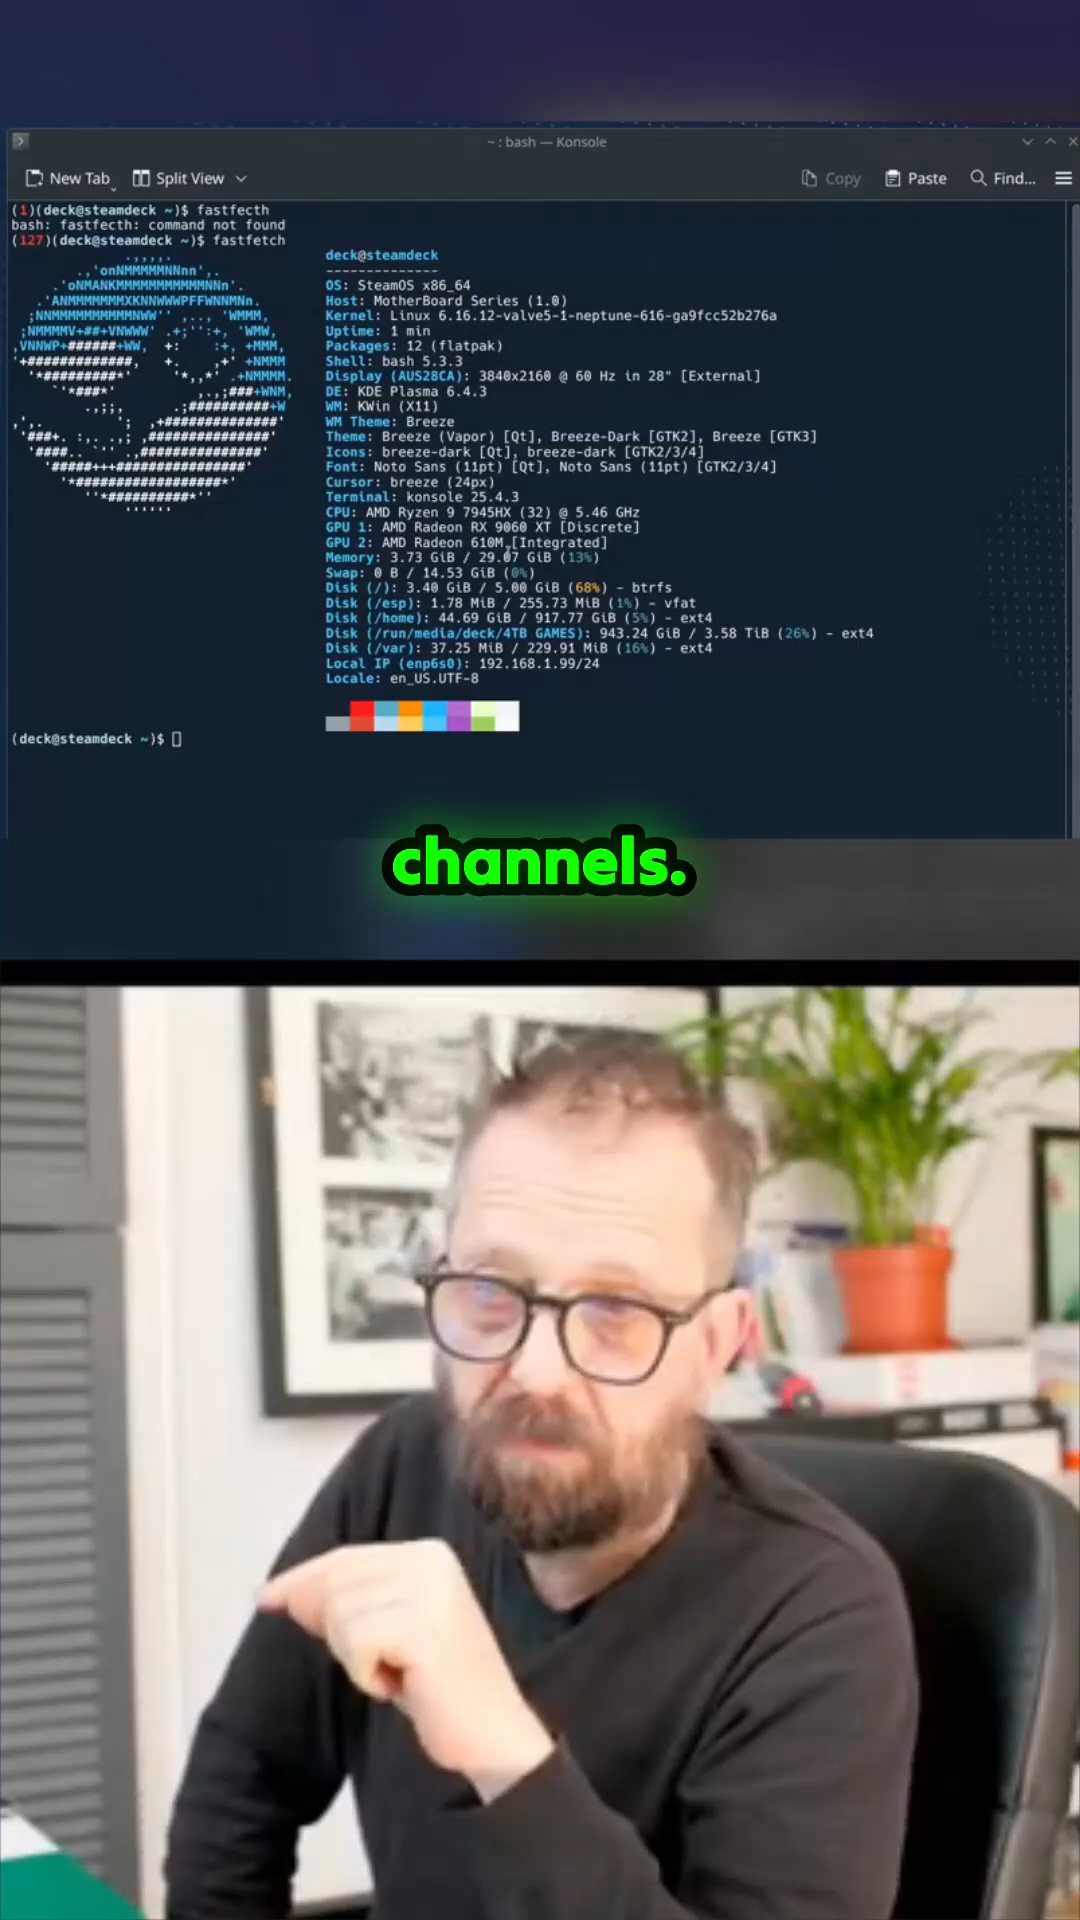 ~ : bash — Konsole
New Tab Split View Copy Paste Find...
(1)(deck@steamdeck ~)$ fastfecth
bash: fastfecth: command not found
(127)(deck@steamdeck ~)$ fastfetch
deck@steamdeck
--------------
OS: SteamOS x86_64
Host: MotherBoard Series (1.0)
Kernel: Linux 6.16.12-valve5-1-neptune-616-ga9fcc52b276a
Uptime: 1 min
Packages: 12 (flatpak)
Shell: bash 5.3.3
Display (AUS28CA): 3840x2160 @ 60 Hz in 28" [External]
DE: KDE Plasma 6.4.3
WM: KWin (X11)
WM Theme: Breeze
Theme: Breeze (Vapor) [Qt], Breeze-Dark [GTK2], Breeze [GTK3]
Icons: breeze-dark [Qt], breeze-dark [GTK2/3/4]
Font: Noto Sans (11pt) [Qt], Noto Sans (11pt) [GTK2/3/4]
Cursor: breeze (24px)
Terminal: konsole 25.4.3
CPU: AMD Ryzen 9 7945HX (32) @ 5.46 GHz
GPU 1: AMD Radeon RX 9060 XT [Discrete]
GPU 2: AMD Radeon 610M [Integrated]
Memory: 3.73 GiB / 29.07 GiB (13%)
Swap: 0 B / 14.53 GiB (0%)
Disk (/): 3.40 GiB / 5.00 GiB (68%) - btrfs
Disk (/esp): 1.78 MiB / 255.73 MiB (1%) - vfat
Disk (/home): 44.69 GiB / 917.77 GiB (5%) - ext4
Disk (/run/media/deck/4TB GAMES): 943.24 GiB / 3.58 TiB (26%) - ext4
Disk (/var): 37.25 MiB / 229.91 MiB (16%) - ext4
Local IP (enp6s0): 192.168.1.99/24
Locale: en_US.UTF-8
(deck@steamdeck ~)$
channels.